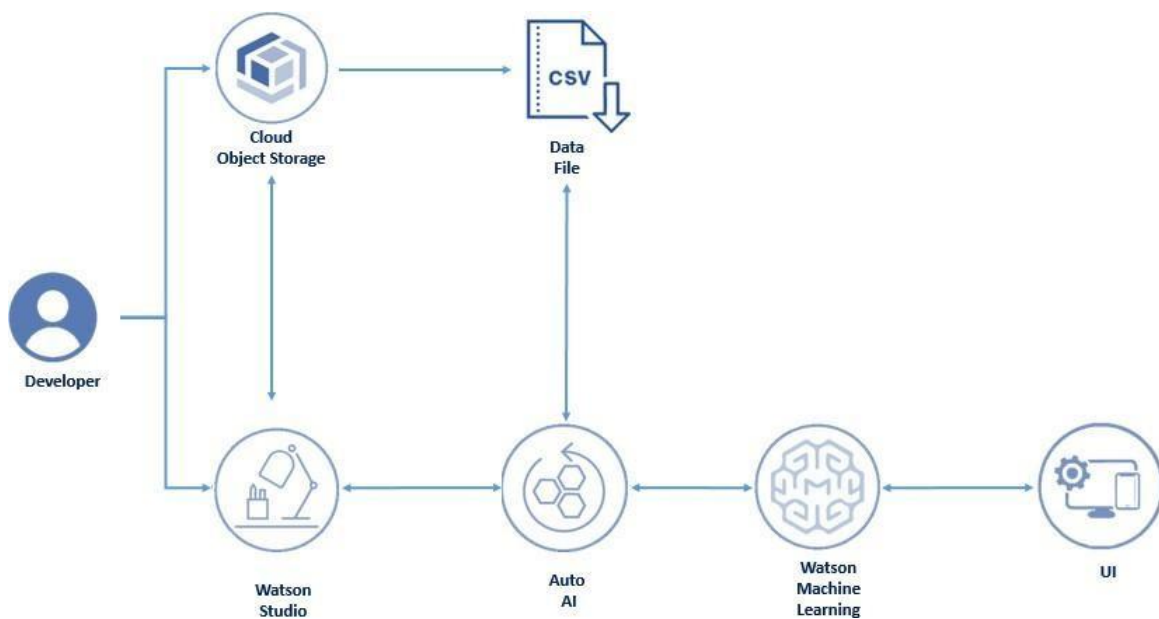 CSV
Cloud
Object Storage
Data
File
Developer
Watson
Studio
Auto
AI
M
Watson
Machine
Learning
UI